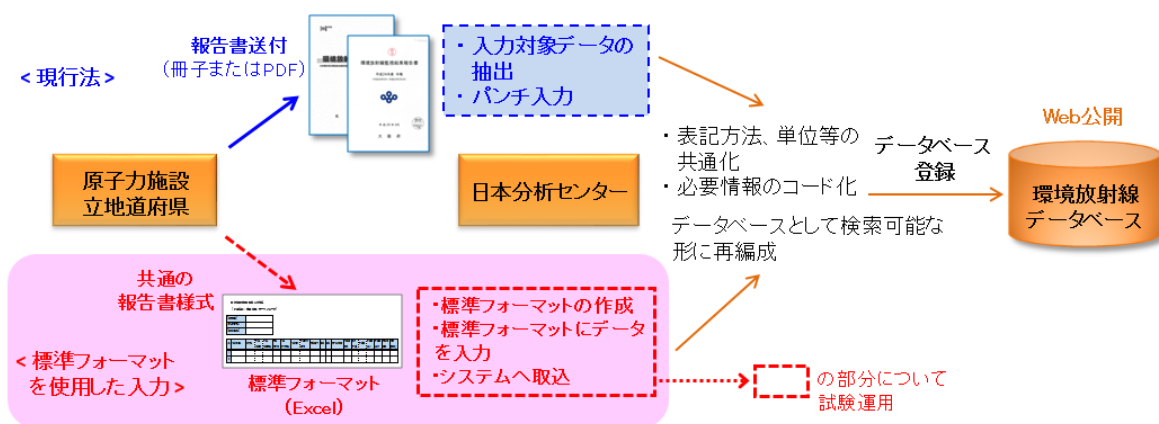 <現行法>
報告書送付
(冊子またはPDF)
・入力対象データの
抽出
・パンチ入力
原子力施設
立地道府県
日本分析センター
・表記方法、単位等の
共通化
・必要情報のコード化
データベースとして検索可能な
形に再編成
データベース
登録
Web公開
環境放射線
データベース
共通の
報告書様式
<標準フォーマット
を使用した入力>
標準フォーマット
(Excel)
・標準フォーマットの作成
・標準フォーマットにデータ
を入力
・システムへ取込
の部分について
試験運用